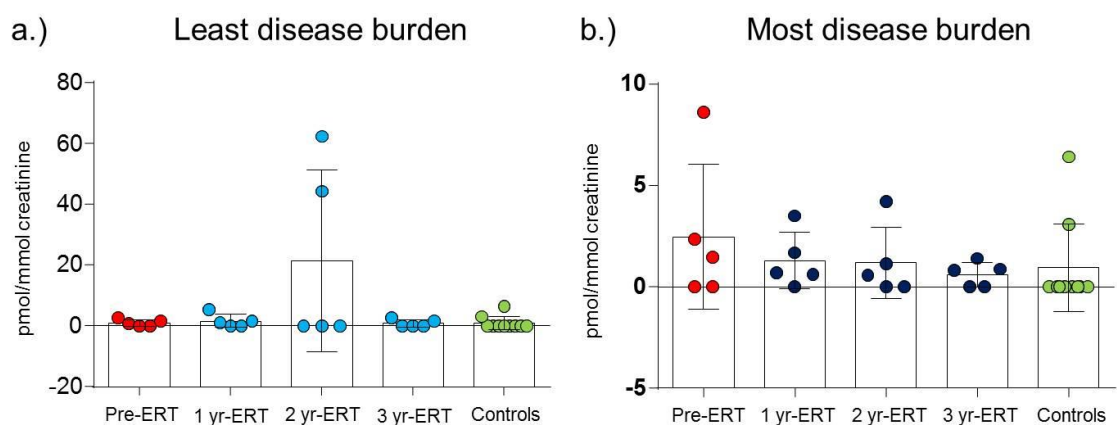 a.) Least disease burden
80
60
40
20
0
-20
pmol/mmol creatinine
Pre-ERT 1 yr-ERT 2 yr-ERT 3 yr-ERT Controls
b.) Most disease burden
10
5
0
-5
pmol/mmol creatinine
Pre-ERT 1 yr-ERT 2 yr-ERT 3 yr-ERT Controls